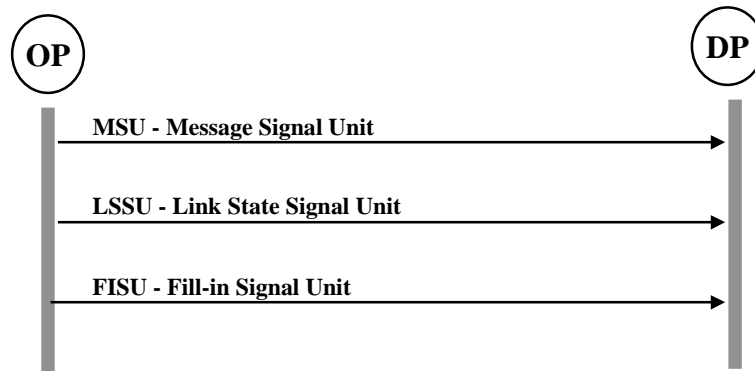 OP
DP
MSU - Message Signal Unit
LSSU - Link State Signal Unit
FISU - Fill-in Signal Unit